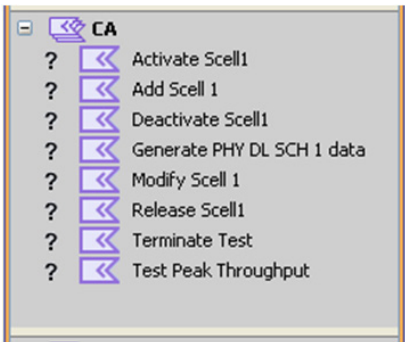 CA
? Activate Scell1
? Add Scell 1
? Deactivate Scell1
? Generate PHY DL SCH 1 data
? Modify Scell 1
? Release Scell1
? Terminate Test
? Test Peak Throughput